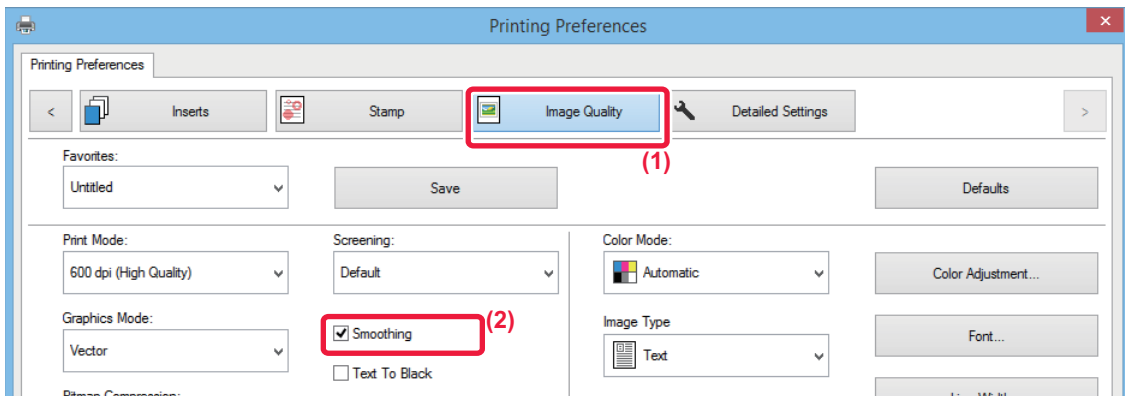 Printing Preferences
×
Printing Preferences
<
Inserts
Stamp
Image Quality
Detailed Settings
>
(1)
Favorites:
Untitled
Save
Defaults
Print Mode:
Screening:
Color Mode:
600 dpi (High Quality)
Default
Automatic
Color Adjustment...
Graphics Mode:
(2)
Smoothing
Image Type
Font...
Vector
Text
Text To Black
Bitmap Compression: